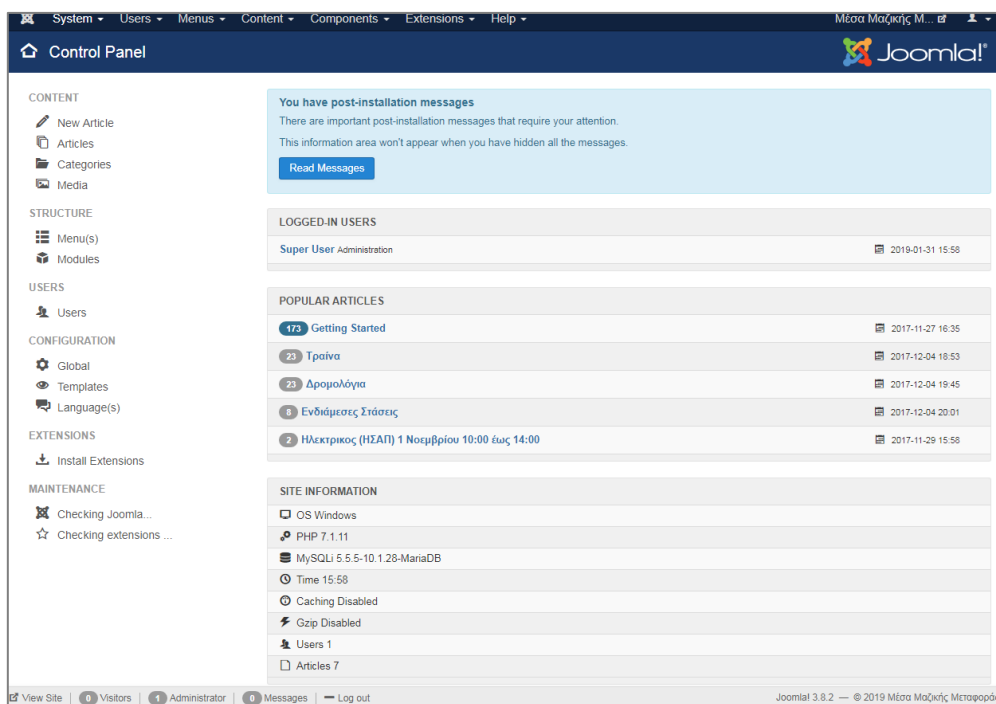 System Users Menus Content Components Extensions Help Μέσα Μαζικής Μ...
Control Panel Joomla!®
CONTENT
New Article
Articles
Categories
Media
STRUCTURE
Menu(s)
Modules
USERS
Users
CONFIGURATION
Global
Templates
Language(s)
EXTENSIONS
Install Extensions
MAINTENANCE
Checking Joomla...
Checking extensions ...
You have post-installation messages
There are important post-installation messages that require your attention.
This information area won't appear when you have hidden all the messages.
Read Messages
LOGGED-IN USERS
Super User Administration 2019-01-31 15:58
POPULAR ARTICLES
173 Getting Started 2017-11-27 16:35
23 Τραίνα 2017-12-04 18:53
23 Δρομολόγια 2017-12-04 19:45
8 Ενδιάμεσες Στάσεις 2017-12-04 20:01
2 Ηλεκτρικος (ΗΣΑΠ) 1 Νοεμβρίου 10:00 έως 14:00 2017-11-29 15:58
SITE INFORMATION
OS Windows
PHP 7.1.11
MySQLi 5.5.5-10.1.28-MariaDB
Time 15:58
Caching Disabled
Gzip Disabled
Users 1
Articles 7
View Site 0 Visitors 1 Administrator 0 Messages Log out Joomla! 3.8.2 — © 2019 Μέσα Μαζικής Μεταφοράς